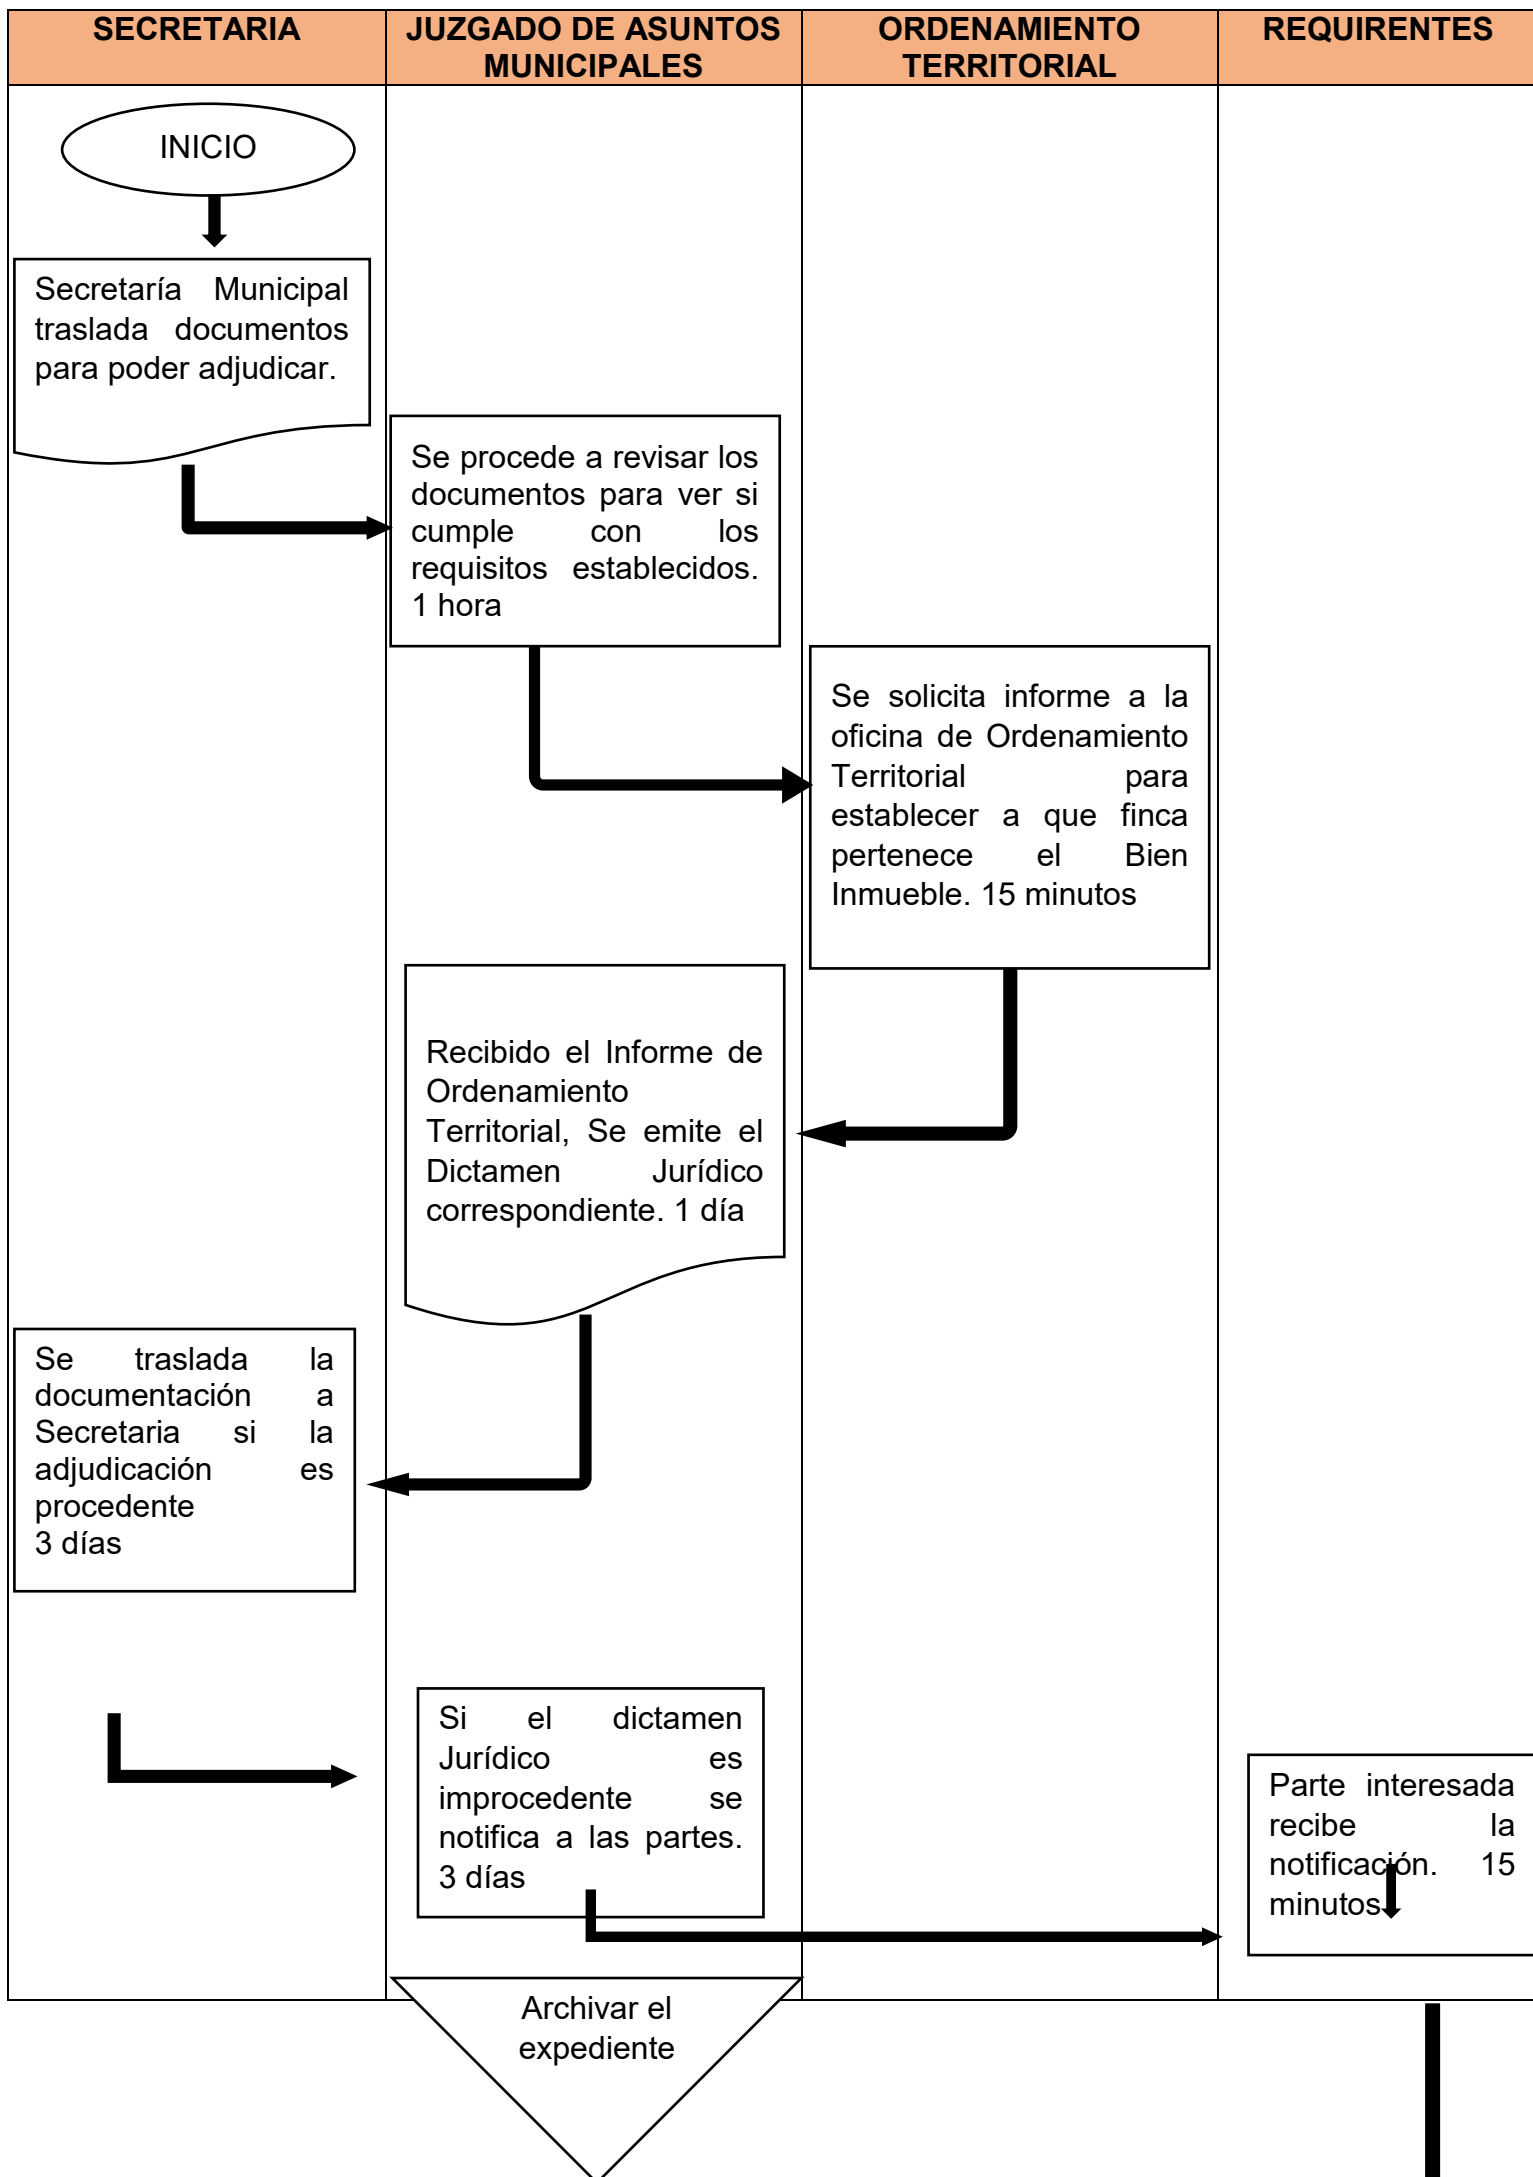 SECRETARIA
JUZGADO DE ASUNTOS
MUNICIPALES
ORDENAMIENTO
TERRITORIAL
REQUIRENTES
INICIO
Secretaría Municipal
traslada documentos
para poder adjudicar.
Se procede a revisar los
documentos para ver si
cumple con los
requisitos establecidos.
1 hora
Se solicita informe a la
oficina de Ordenamiento
Territorial para
establecer a que finca
pertenece el Bien
Inmueble. 15 minutos
Recibido el Informe de
Ordenamiento
Territorial, Se emite el
Dictamen Jurídico
correspondiente. 1 día
Se traslada la
documentación a
Secretaria si la
adjudicación es
procedente
3 días
Si el dictamen
Jurídico es
improcedente se
notifica a las partes.
3 días
Parte interesada
recibe la
notificación. 15
minutos
Archivar el
expediente